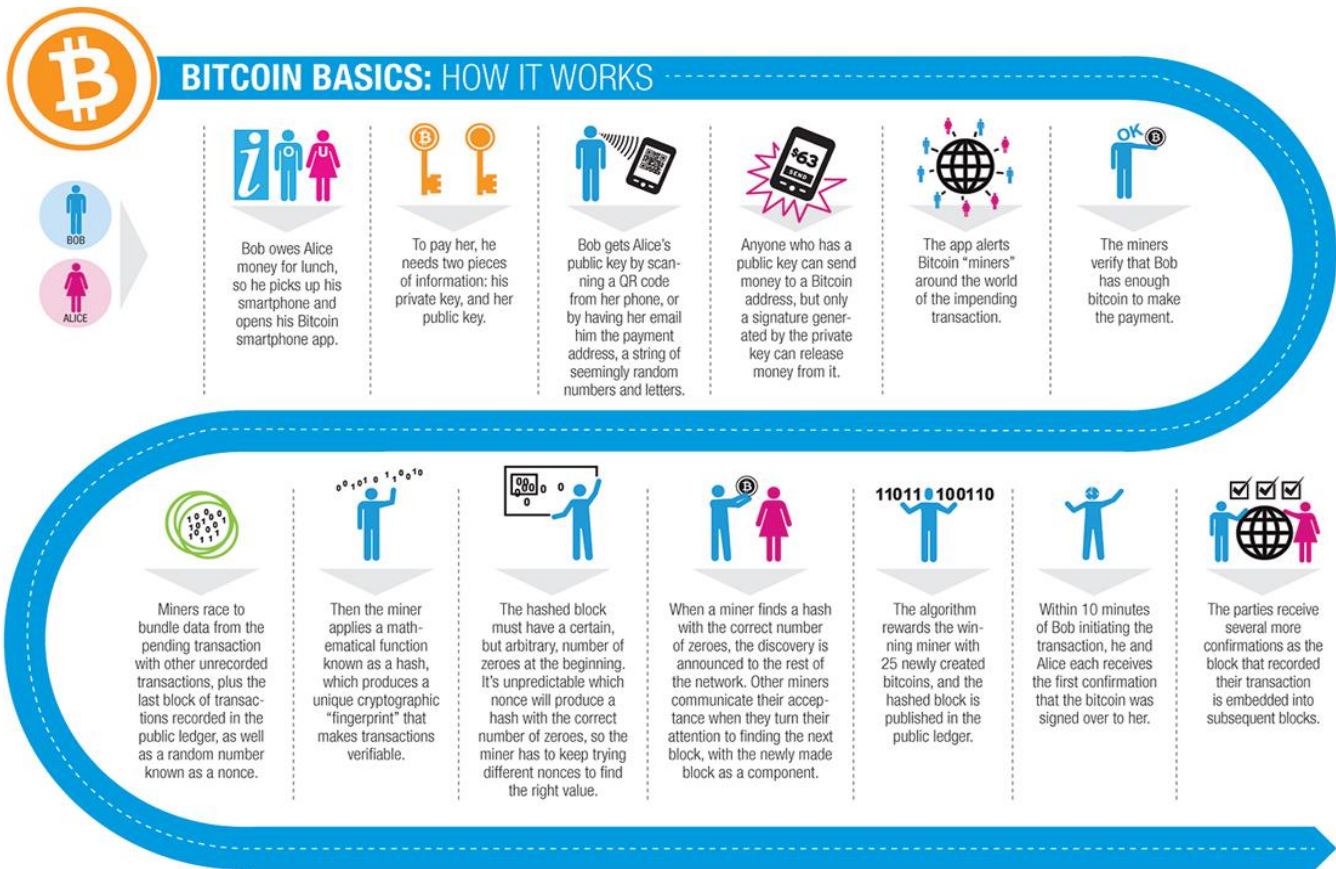 BITCOIN BASICS: HOW IT WORKS
BOB
ALICE
i O U
Bob owes Alice
money for lunch,
so he picks up his
smartphone and
opens his Bitcoin
smartphone app.
To pay her, he
needs two pieces
of information: his
private key, and her
public key.
Bob gets Alice's
public key by scan-
ning a QR code
from her phone, or
by having her email
him the payment
address, a string of
seemingly random
numbers and letters.
$63
SEND
Anyone who has a
public key can send
money to a Bitcoin
address, but only
a signature gener-
ated by the private
key can release
money from it.
The app alerts
Bitcoin "miners"
around the world
of the impending
transaction.
OK
The miners
verify that Bob
has enough
bitcoin to make
the payment.
Miners race to
bundle data from the
pending transaction
with other unrecorded
transactions, plus the
last block of transac-
tions recorded in the
public ledger, as well
as a random number
known as a nonce.
00101 0 110010
Then the miner
applies a math-
ematical function
known as a hash,
which produces a
unique cryptographic
"fingerprint" that
makes transactions
verifiable.
The hashed block
must have a certain,
but arbitrary, number of
zeroes at the beginning.
It's unpredictable which
nonce will produce a
hash with the correct
number of zeroes, so the
miner has to keep trying
different nonces to find
the right value.
When a miner finds a hash
with the correct number
of zeroes, the discovery is
announced to the rest of
the network. Other miners
communicate their accep-
tance when they turn their
attention to finding the next
block, with the newly made
block as a component.
11011 0 100110
The algorithm
rewards the win-
ning miner with
25 newly created
bitcoins, and the
hashed block is
published in the
public ledger.
Within 10 minutes
of Bob initiating the
transaction, he and
Alice each receives
the first confirmation
that the bitcoin was
signed over to her.
The parties receive
several more
confirmations as the
block that recorded
their transaction
is embedded into
subsequent blocks.